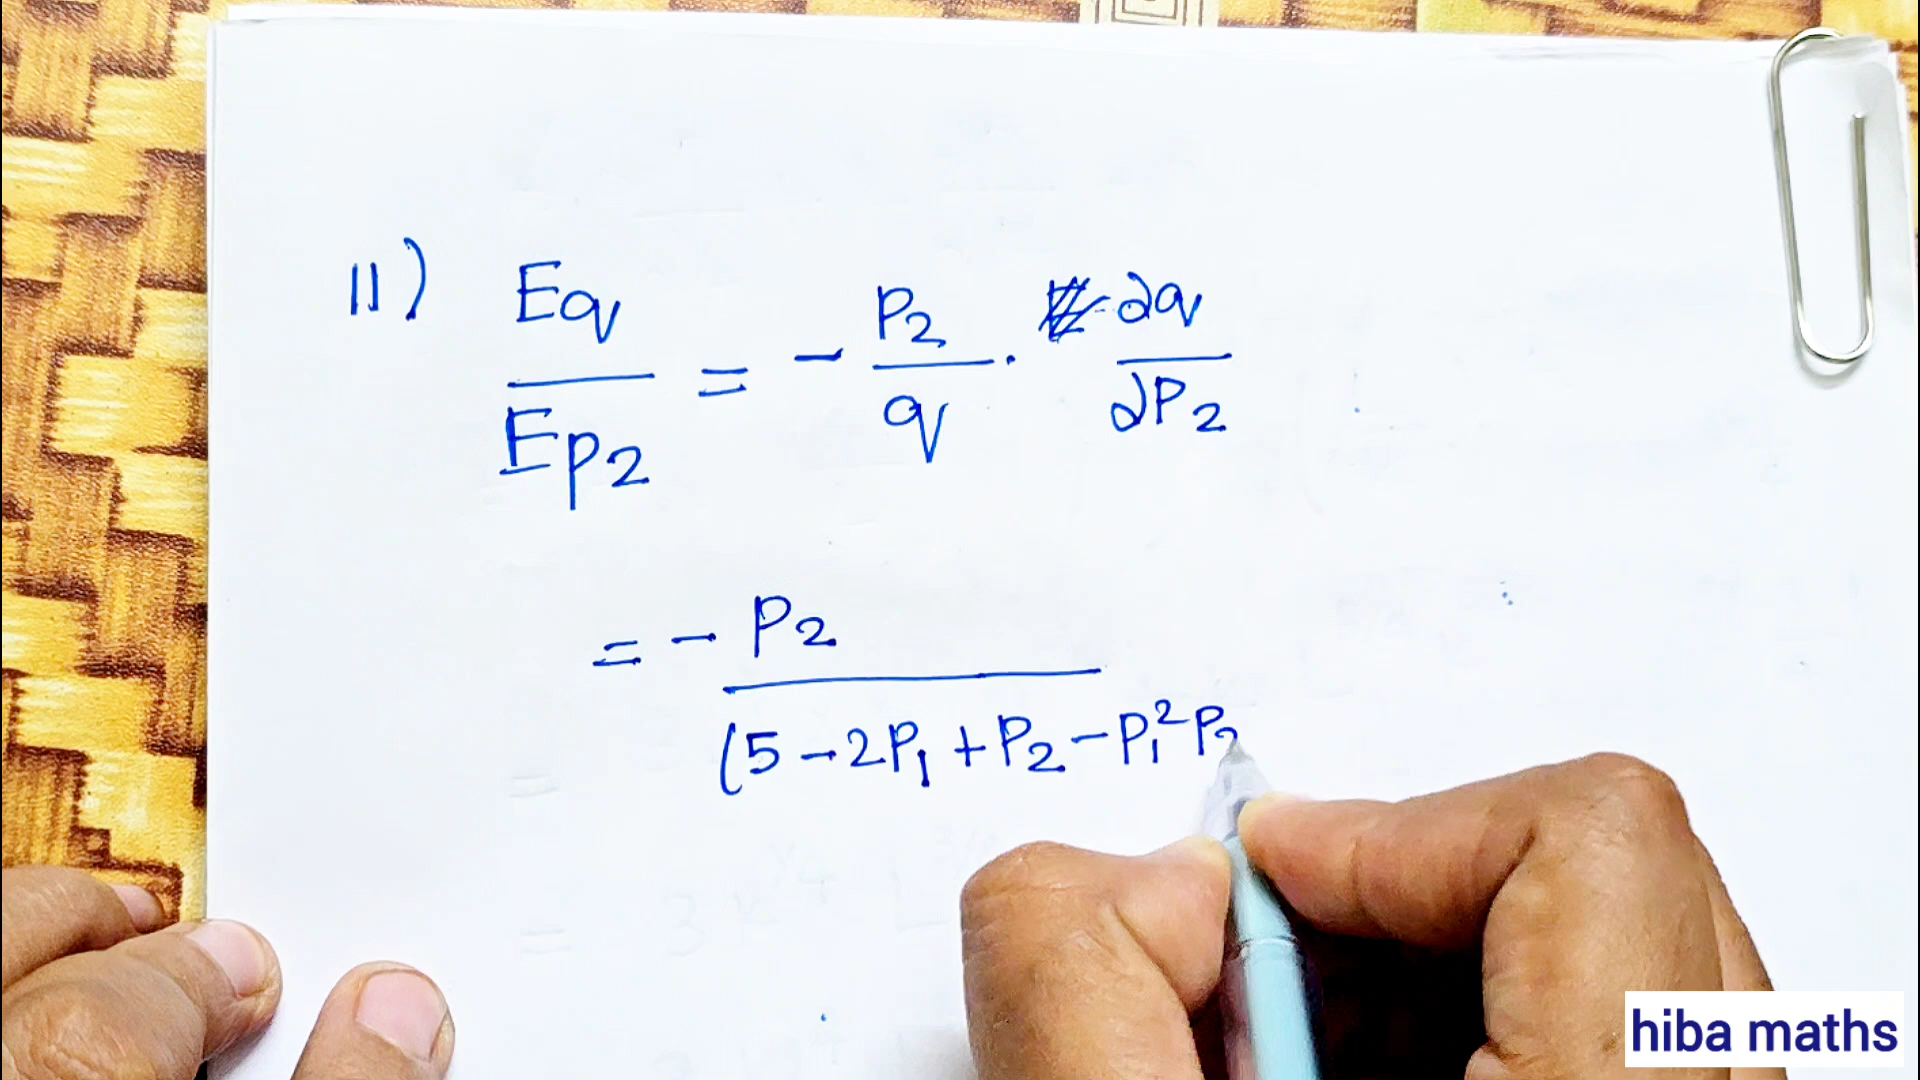 11) Eq/Ep2 = - P2/q . ∂q/∂P2
= - P2/(5 - 2P1 + P2 - P1²P2
hiba maths